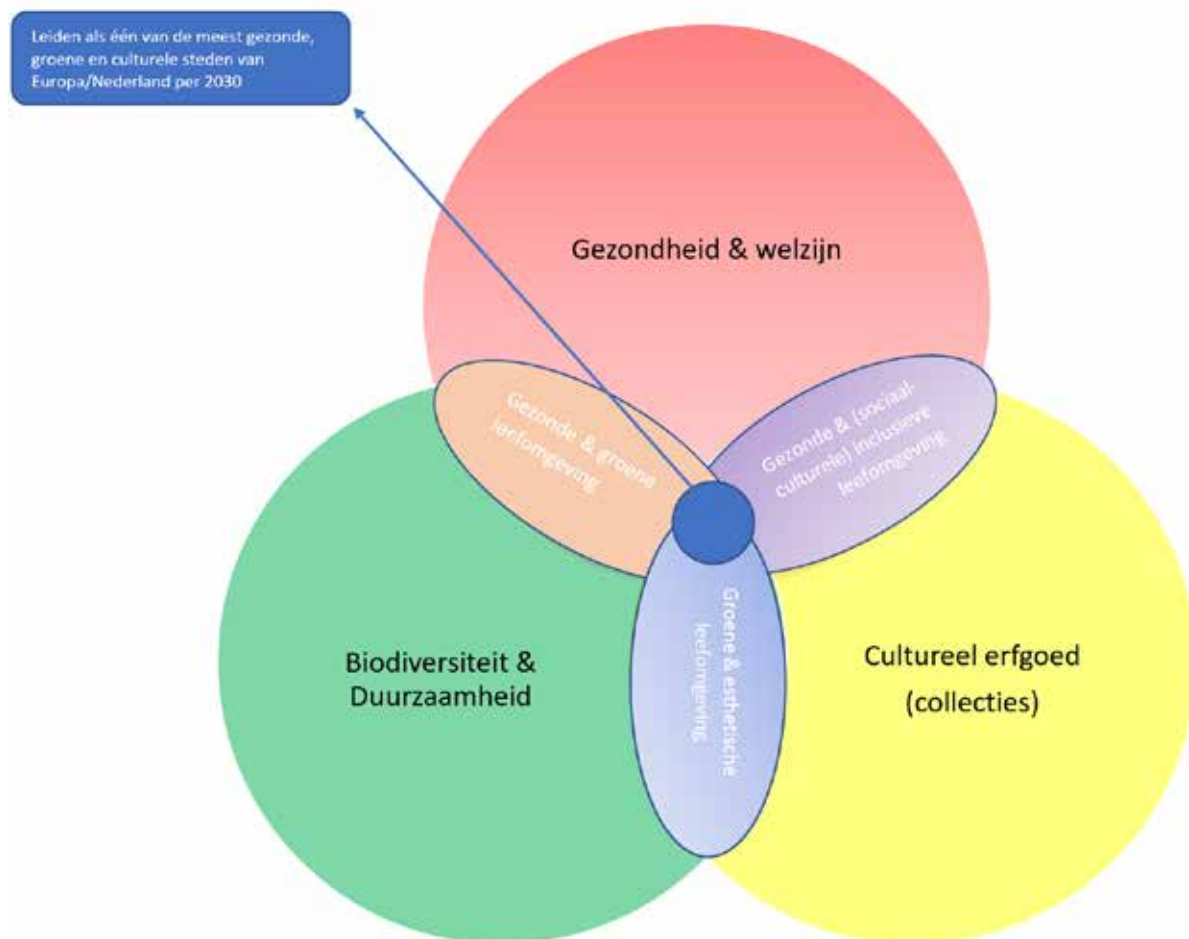 Leiden als één van de meest gezonde,
groene en culturele steden van
Europa/Nederland per 2030
Gezondheid & welzijn
Gezonde & groene
leefomgeving
Gezonde & (sociaal-
culturele) inclusieve
leefomgeving
Groene & esthetische
leefomgeving
Biodiversiteit &
Duurzaamheid
Cultureel erfgoed
(collecties)